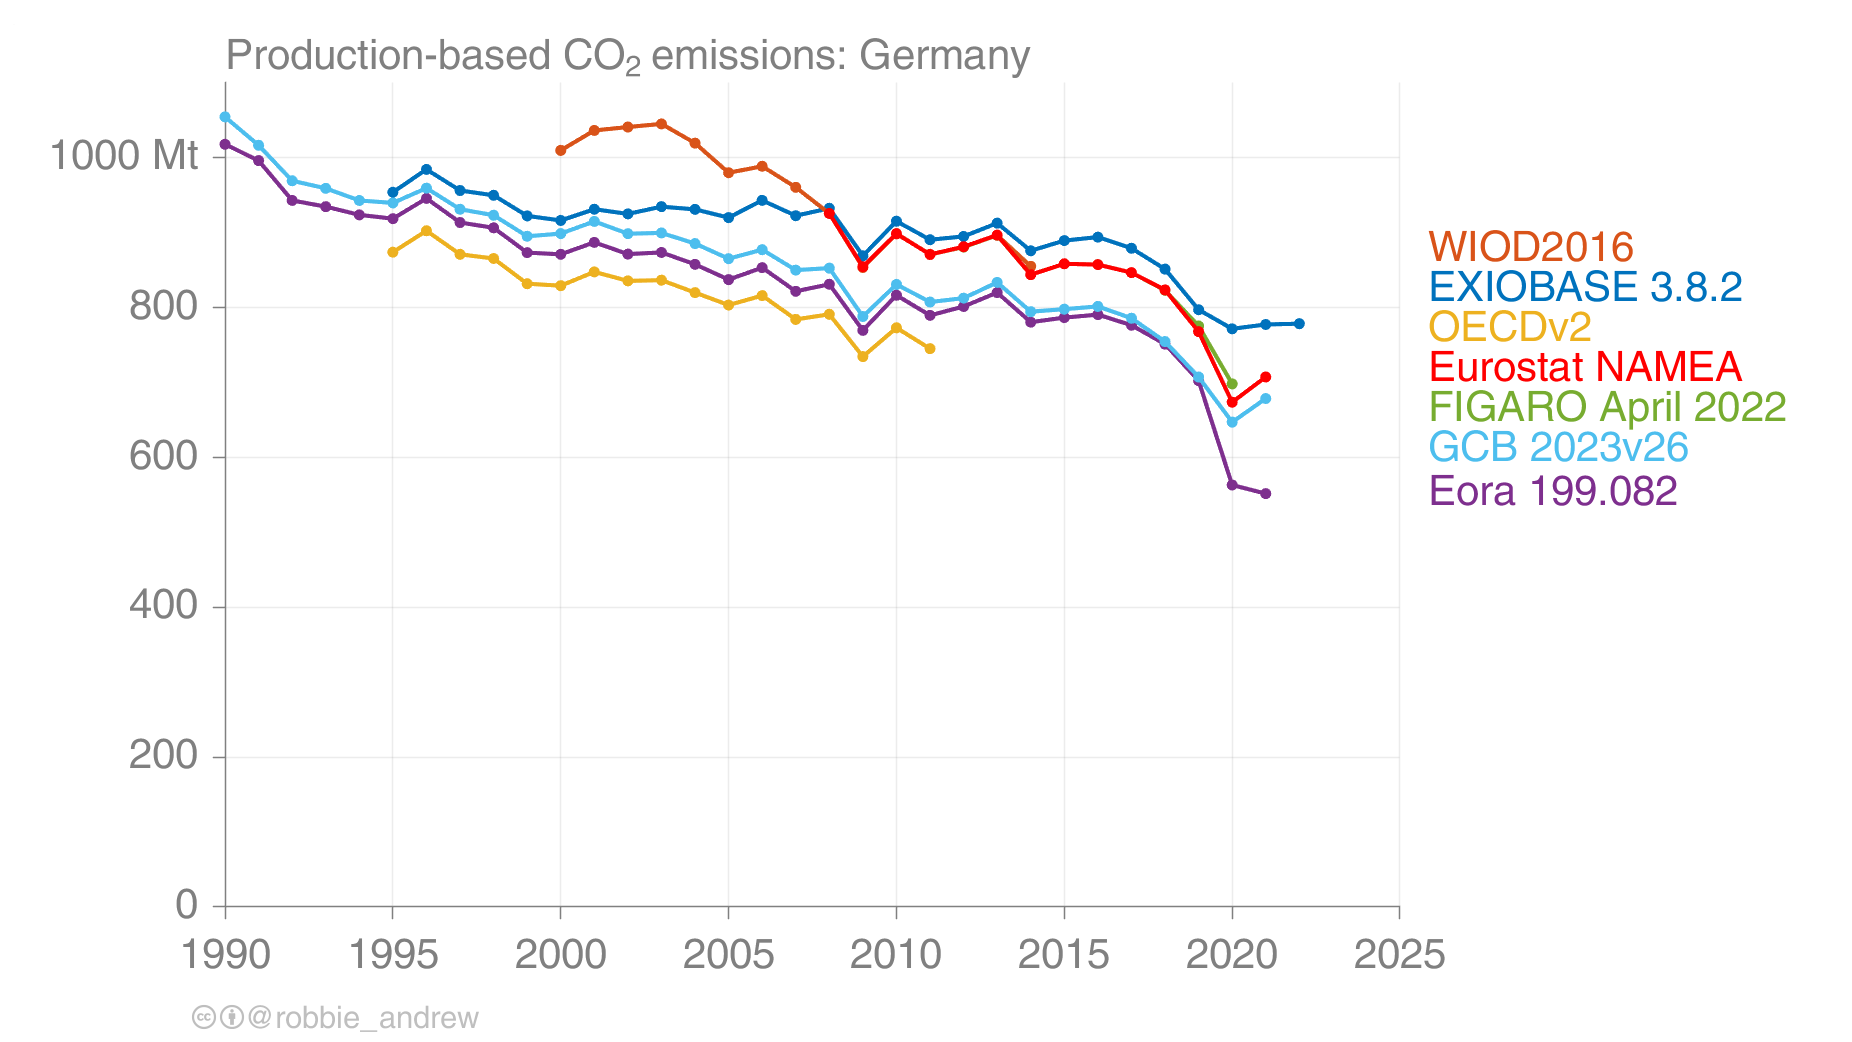 Production-based CO₂ emissions: Germany
1000 Mt
800
600
400
200
0
1990 1995 2000 2005 2010 2015 2020 2025
WIOD2016
EXIOBASE 3.8.2
OECDv2
Eurostat NAMEA
FIGARO April 2022
GCB 2023v26
Eora 199.082
cc @robbie_andrew